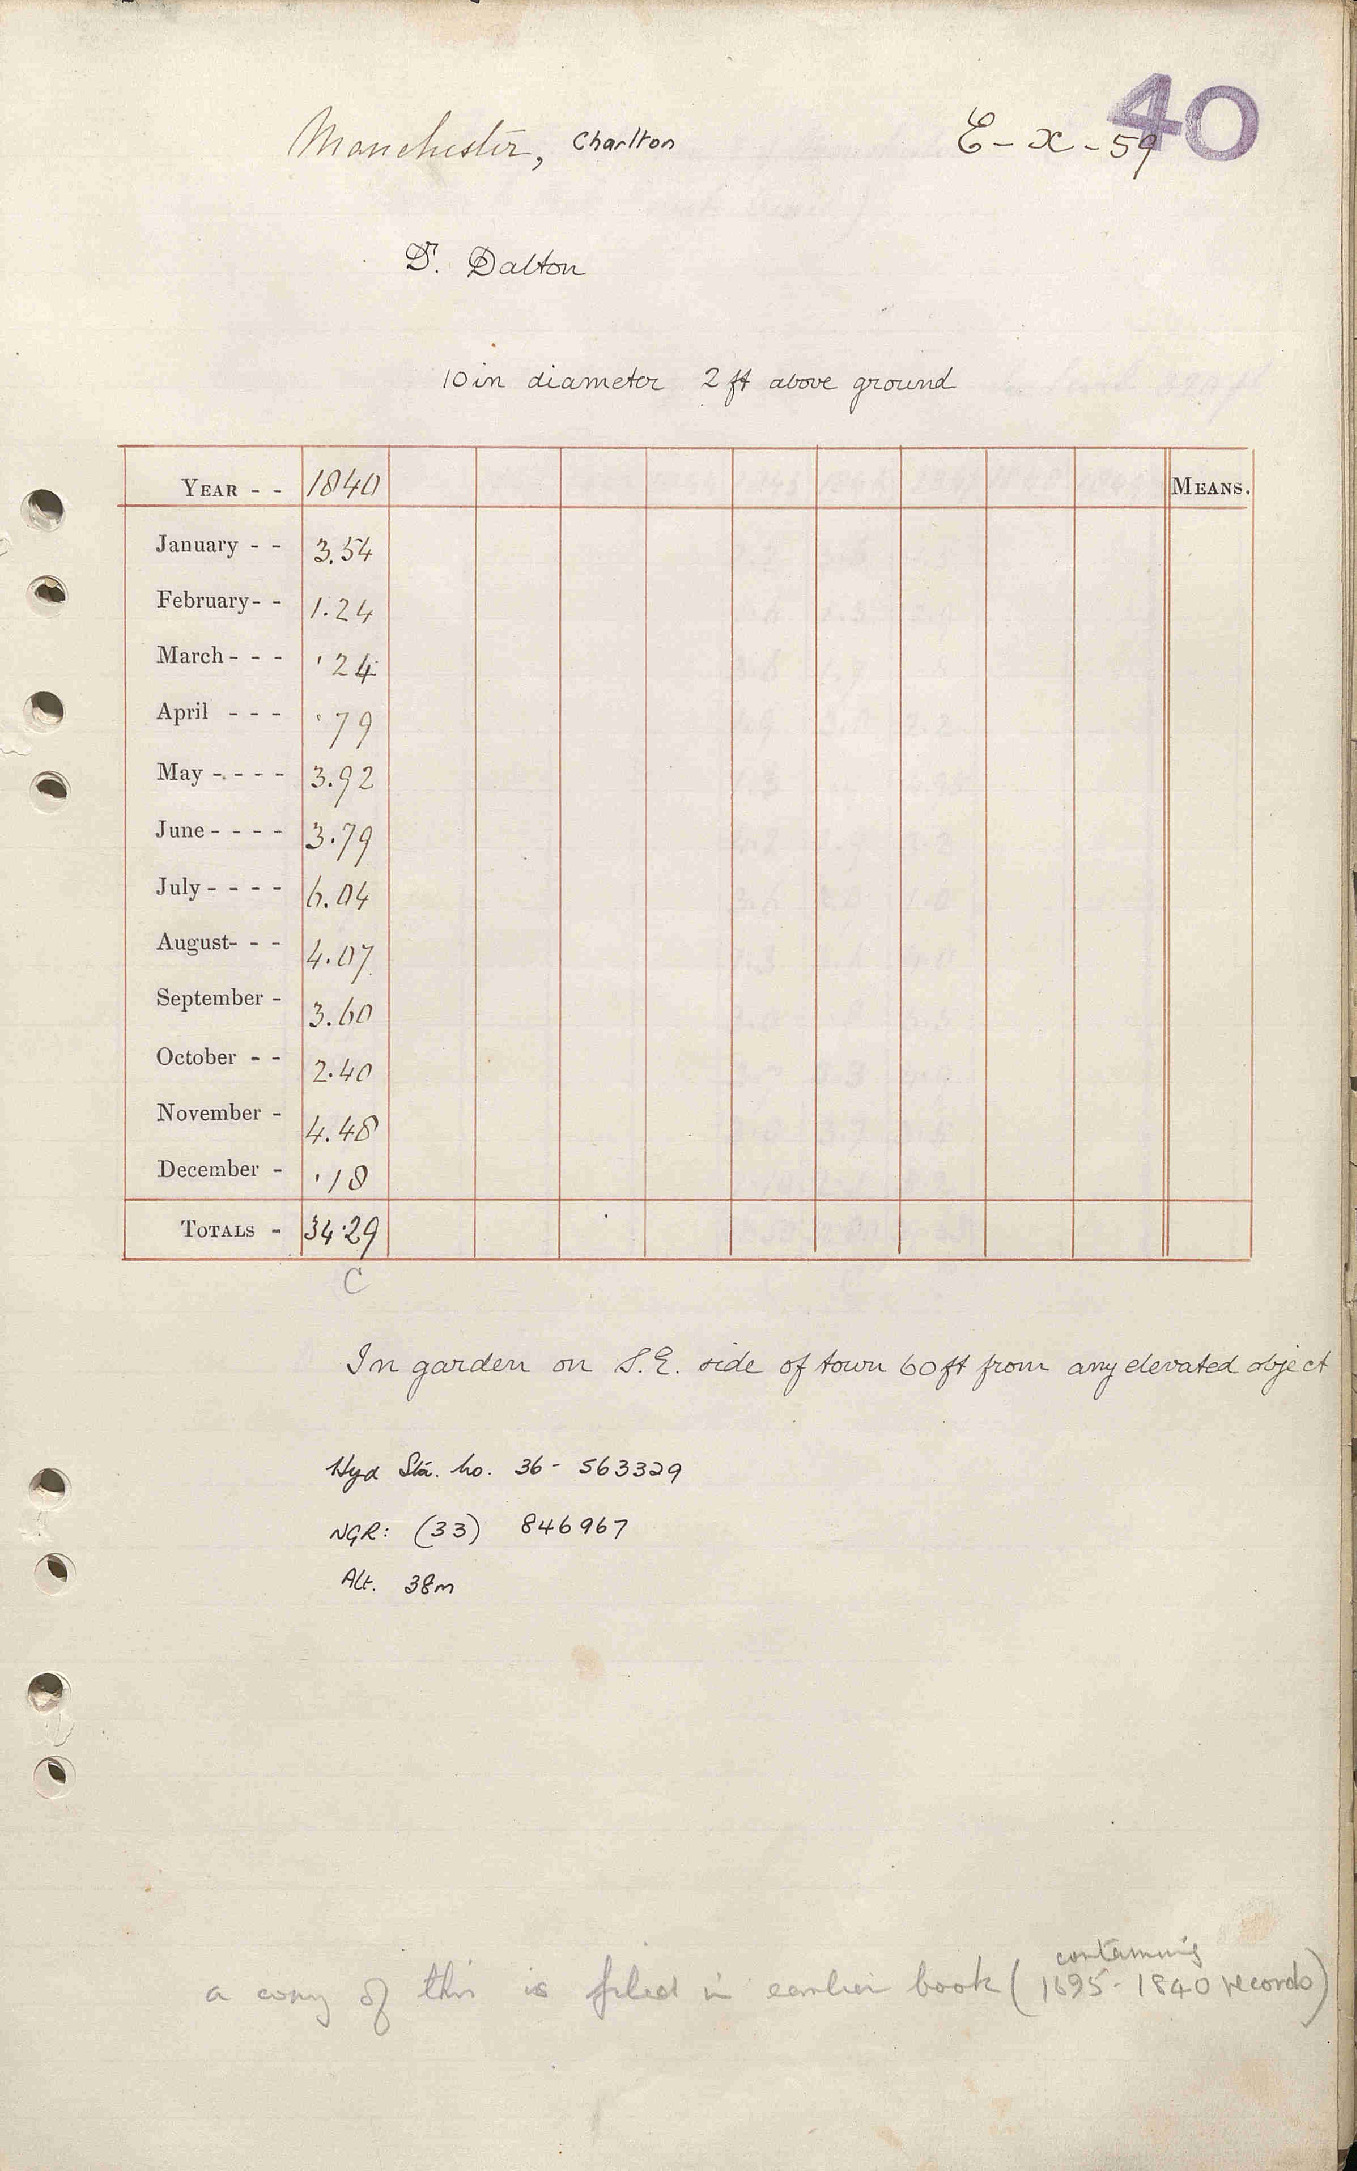 40
Manchester, Charlton E-x-59
Dr. Dalton
10 in diameter 2 ft above ground
YEAR - - 1840 MEANS.
January - - 3.54
February - - 1.24
March - - - .24
April - - - .79
May - - - - 3.92
June - - - - 3.79
July - - - - 6.04
August - - - 4.07
September - 3.60
October - - 2.40
November - 4.48
December - .18
TOTALS - 34.29
C
In garden on S.E. side of town 60 ft from any elevated object
Hyd Sta. No. 36- 563329
NGR: (33) 846967
Alt. 38m
containing
a copy of this is filed in earlier book (1695-1840 records)